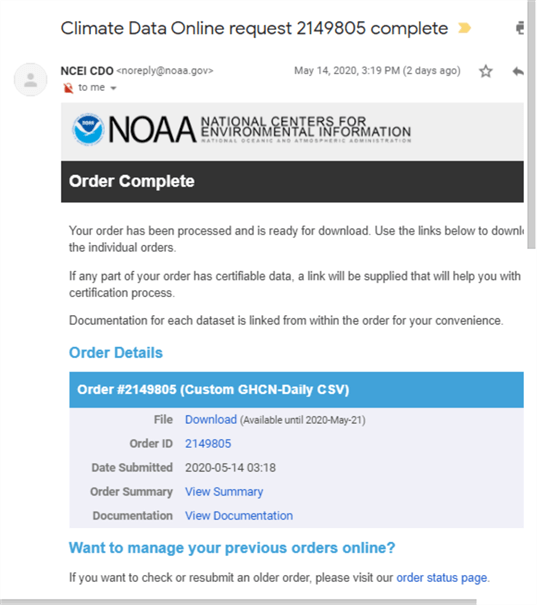 Climate Data Online request 2149805 complete
NCEI CDO <noreply@noaa.gov> May 14, 2020, 3:19 PM (2 days ago)
to me
NOAA NATIONAL CENTERS FOR
ENVIRONMENTAL INFORMATION
NATIONAL OCEANIC AND ATMOSPHERIC ADMINISTRATION
Order Complete
Your order has been processed and is ready for download. Use the links below to downl
the individual orders.
If any part of your order has certifiable data, a link will be supplied that will help you with
certification process.
Documentation for each dataset is linked from within the order for your convenience.
Order Details
Order #2149805 (Custom GHCN-Daily CSV)
File Download (Available until 2020-May-21)
Order ID 2149805
Date Submitted 2020-05-14 03:18
Order Summary View Summary
Documentation View Documentation
Want to manage your previous orders online?
If you want to check or resubmit an older order, please visit our order status page.